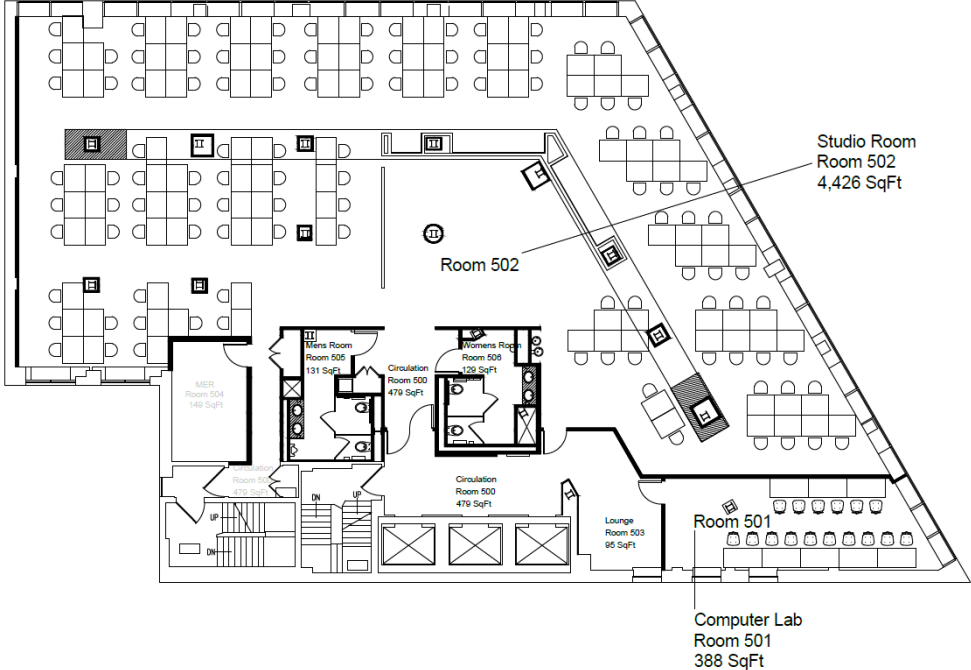 Studio Room
Room 502
4,426 SqFt
Room 502
Mens Room
Room 505
131 SqFt
Womens Room
Room 506
129 SqFt
Circulation
Room 500
479 SqFt
MER
Room 504
149 SqFt
Circulation
Room 50
479 SqFt
Circulation
Room 500
479 SqFt
DN
UP
UP
DN
Lounge
Room 503
95 SqFt
Room 501
Computer Lab
Room 501
388 SqFt